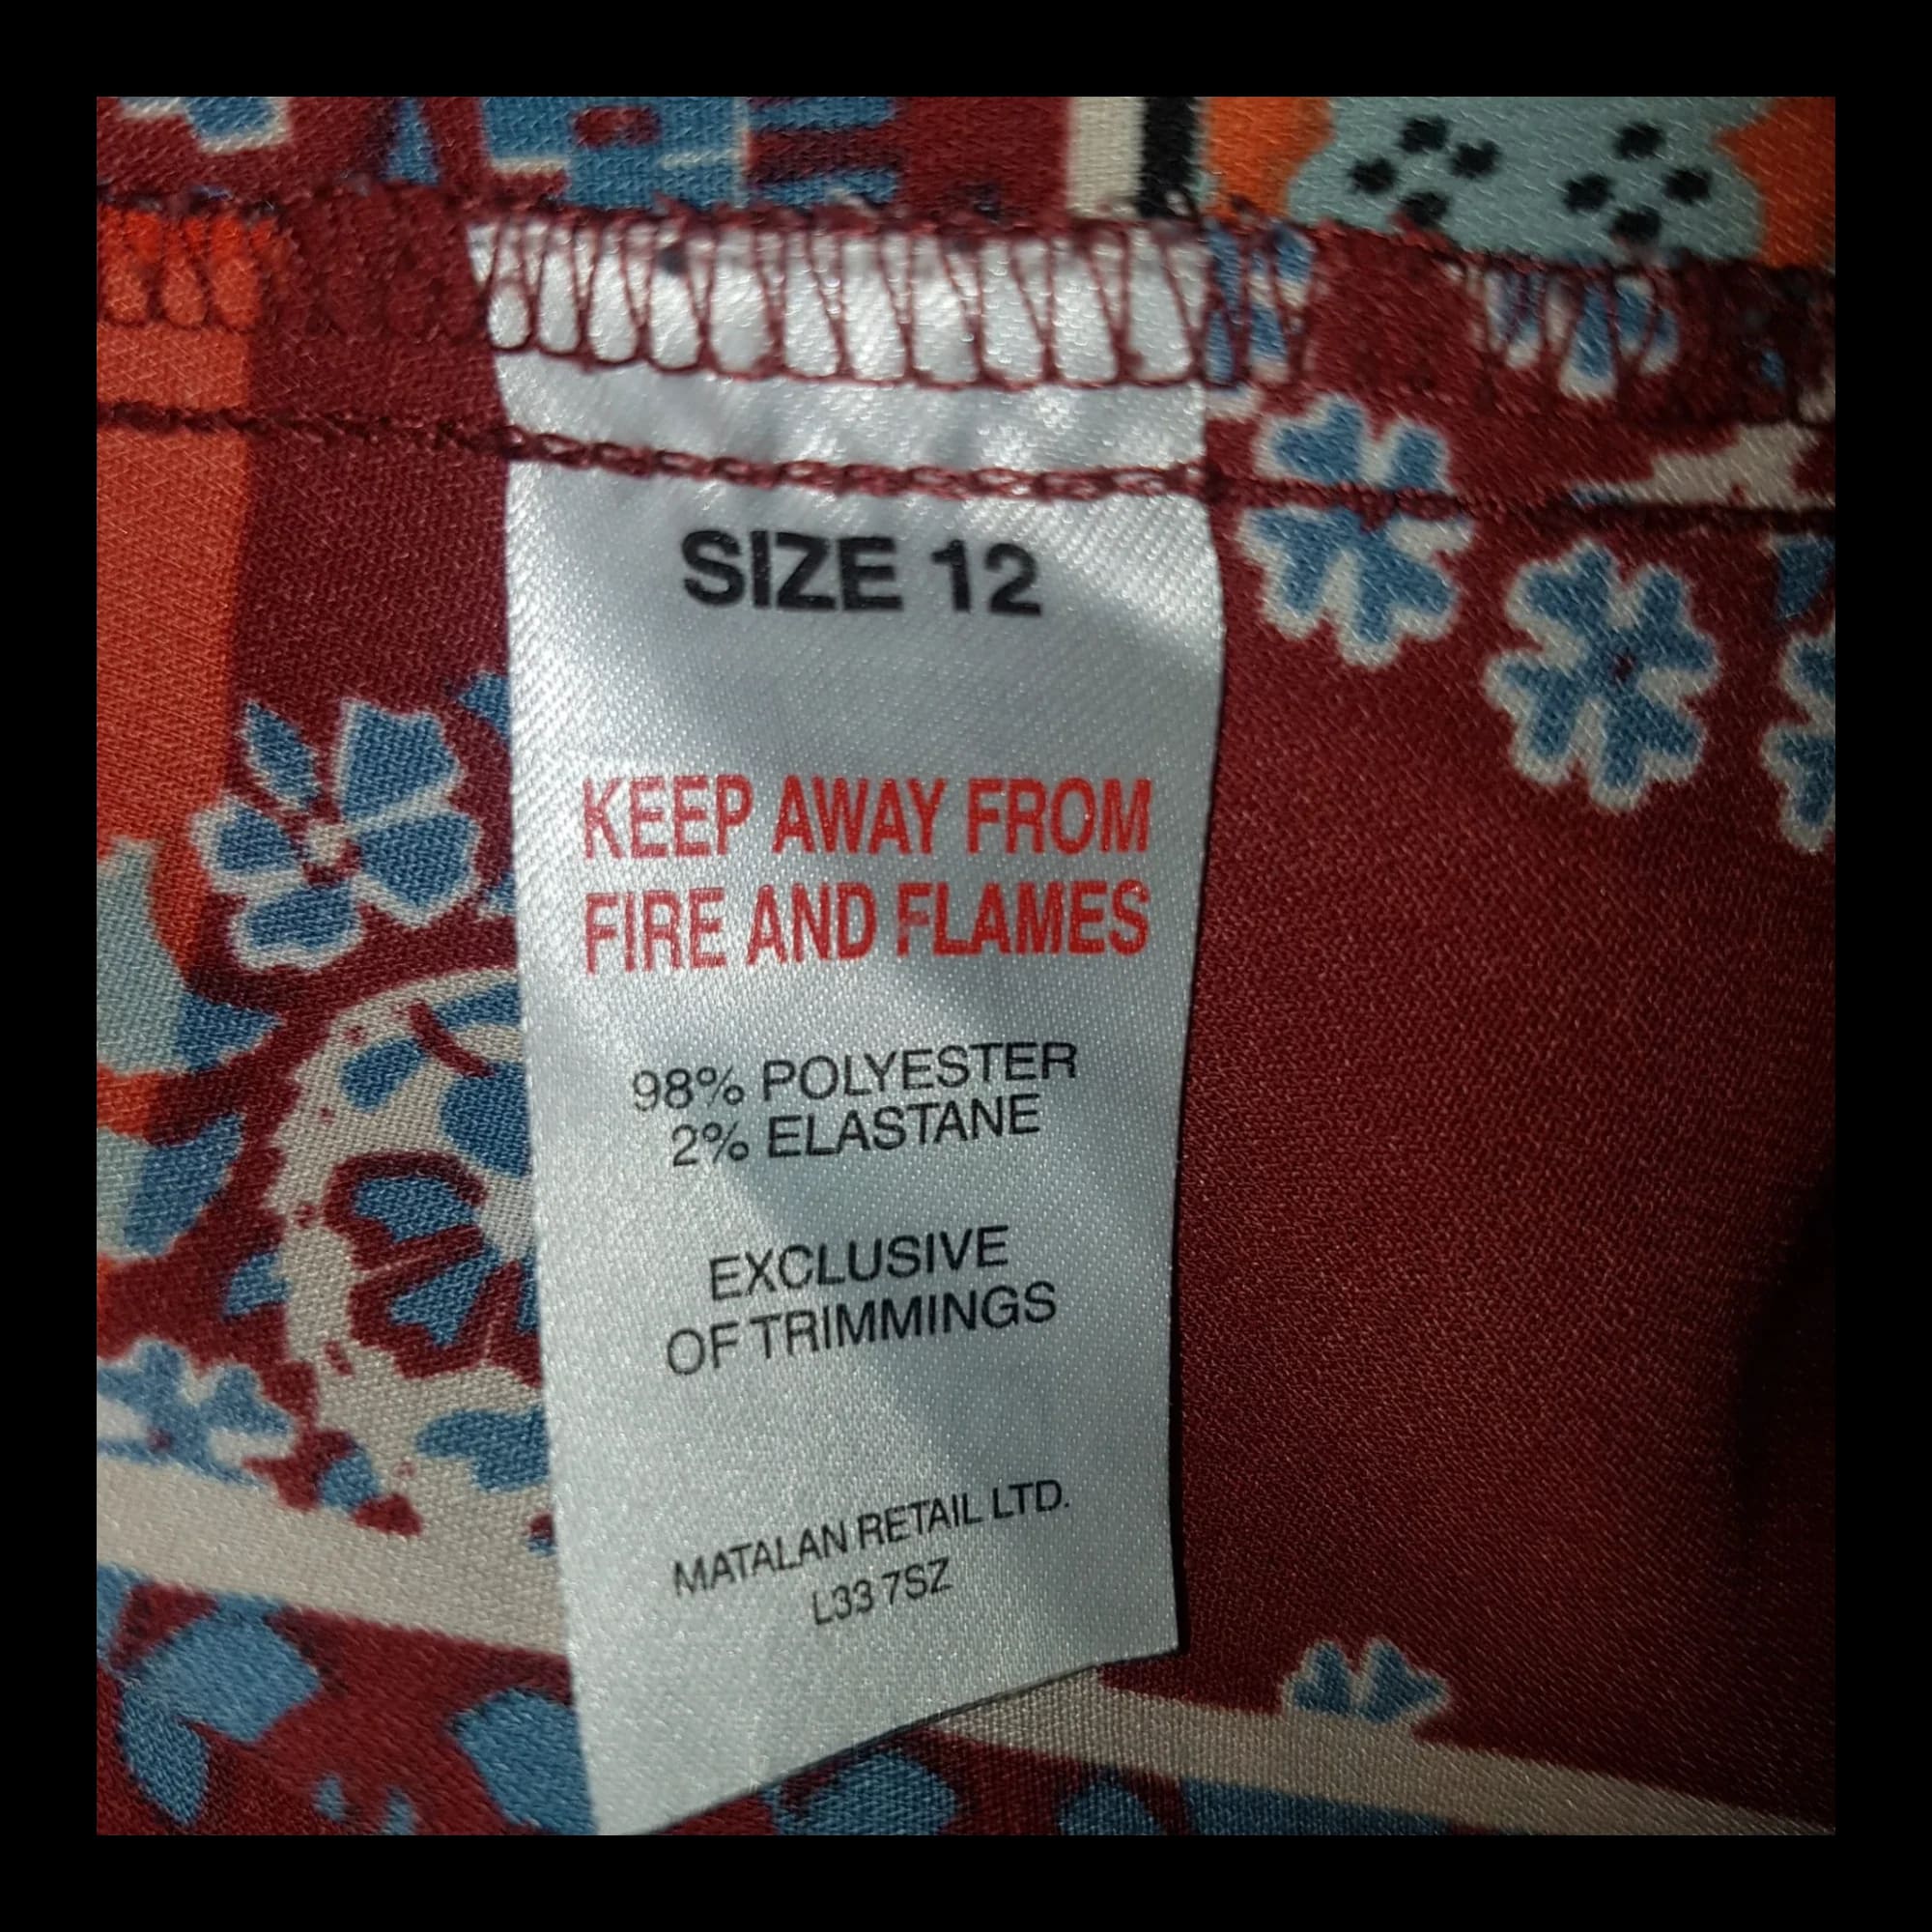 SIZE 12
KEEP AWAY FROM
FIRE AND FLAMES
98% POLYESTER
2% ELASTANE
EXCLUSIVE
OF TRIMMINGS
MATALAN RETAIL LTD.
L33 7SZ